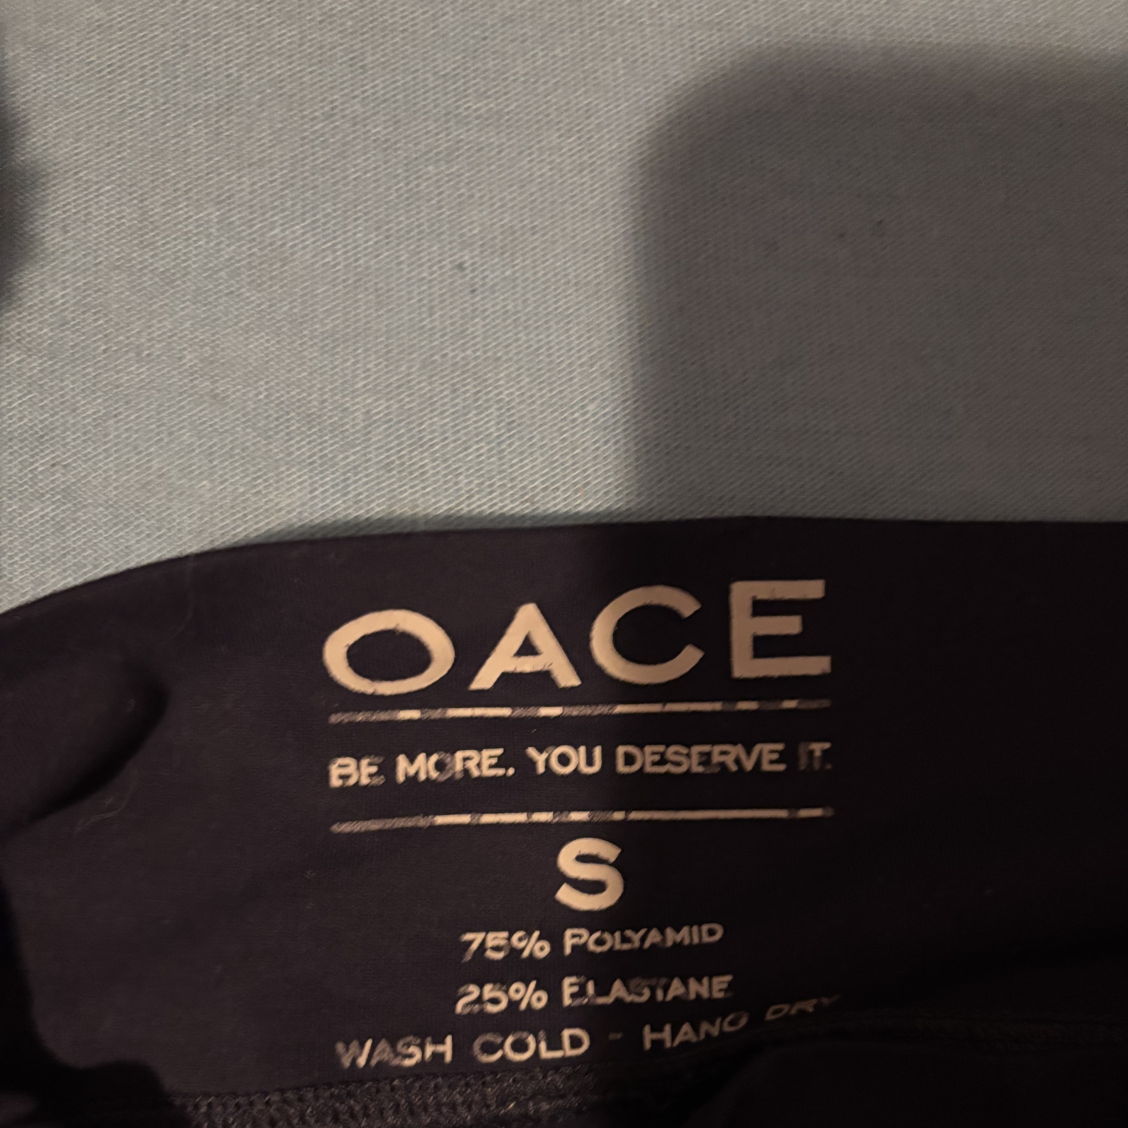 OACE
BE MORE. YOU DESERVE IT.
S
75% POLYAMID
25% ELASTANE
WASH COLD - HANG DRY